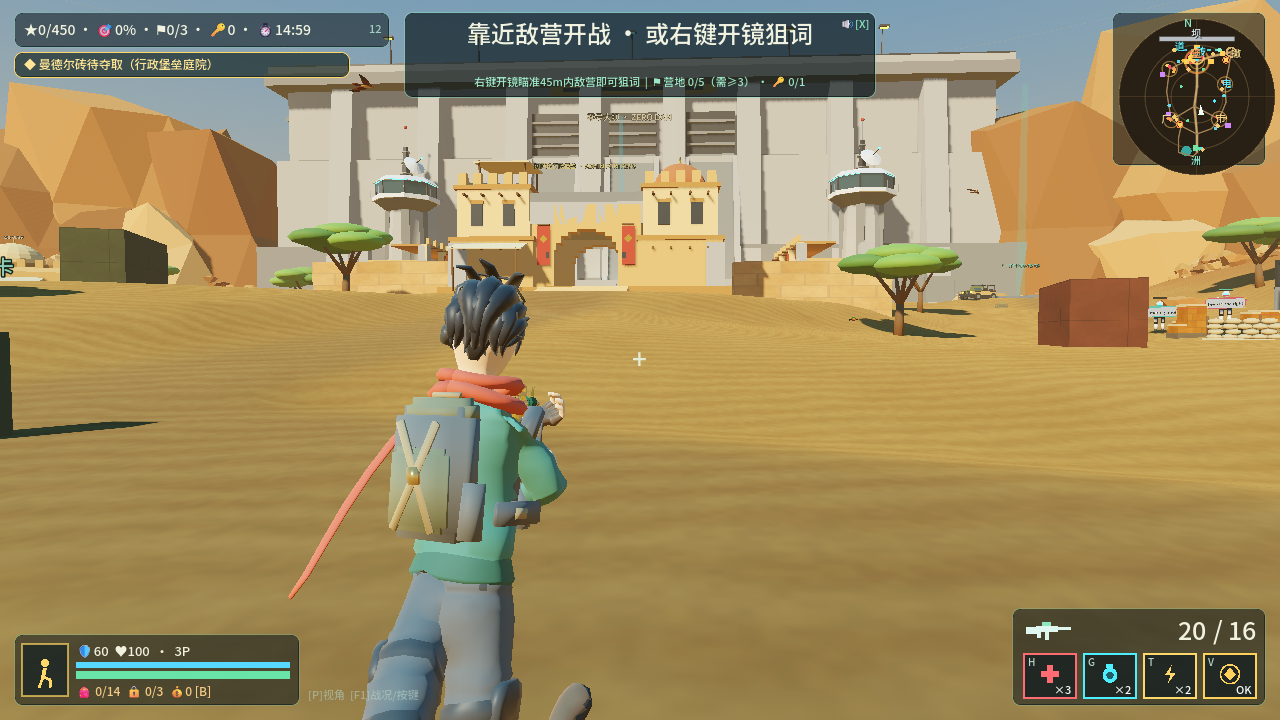 ★0/450 · 0% · 0/3 · 0 · 14:59 12
◆曼德尔砖待夺取（行政堡垒庭院）
靠近敌营开战 · 或右键开镜狙词
[X]
右键开镜瞄准45m内敌营即可狙词 | 营地 0/5（需≥3） · 0/1
N
坝
洲
卡
60 ♥100 · 3P
0/14 0/3 0 [B]
[P]视角 [F1]战况/按键
20 / 16
H ×3
G ×2
T ×2
V OK